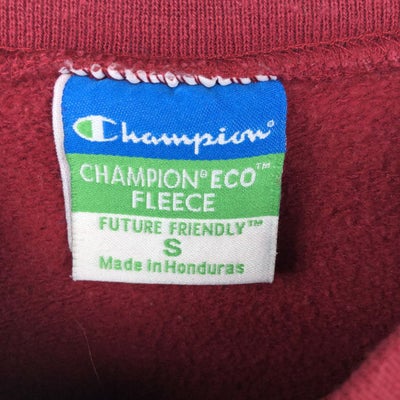 Champion®
CHAMPION® ECO™
FLEECE
FUTURE FRIENDLY™
S
Made in Honduras